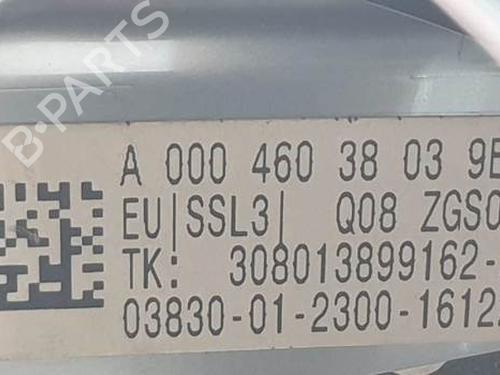 B-PARTS
A 000 460 38 03 9E
EU|SSL3| Q08 ZGS0
TK: 308013899162-
03830-01-2300-1612